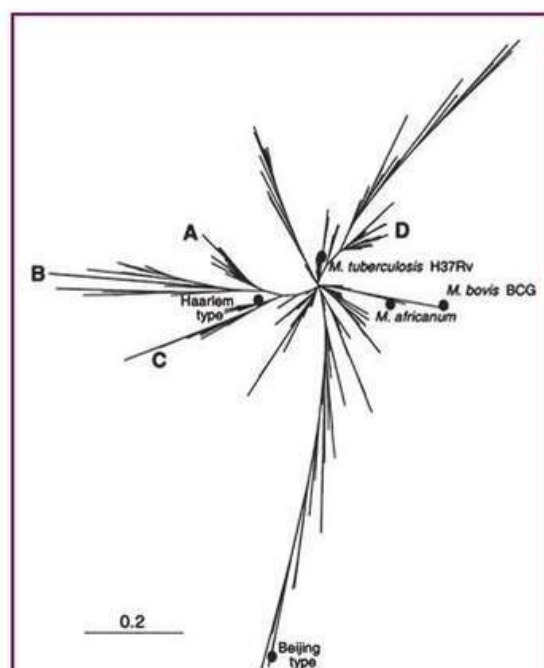 A
D
M. tuberculosis H37Rv
B
M. bovis BCG
Haarlem
type
M. africanum
C
0.2
Beijing
type